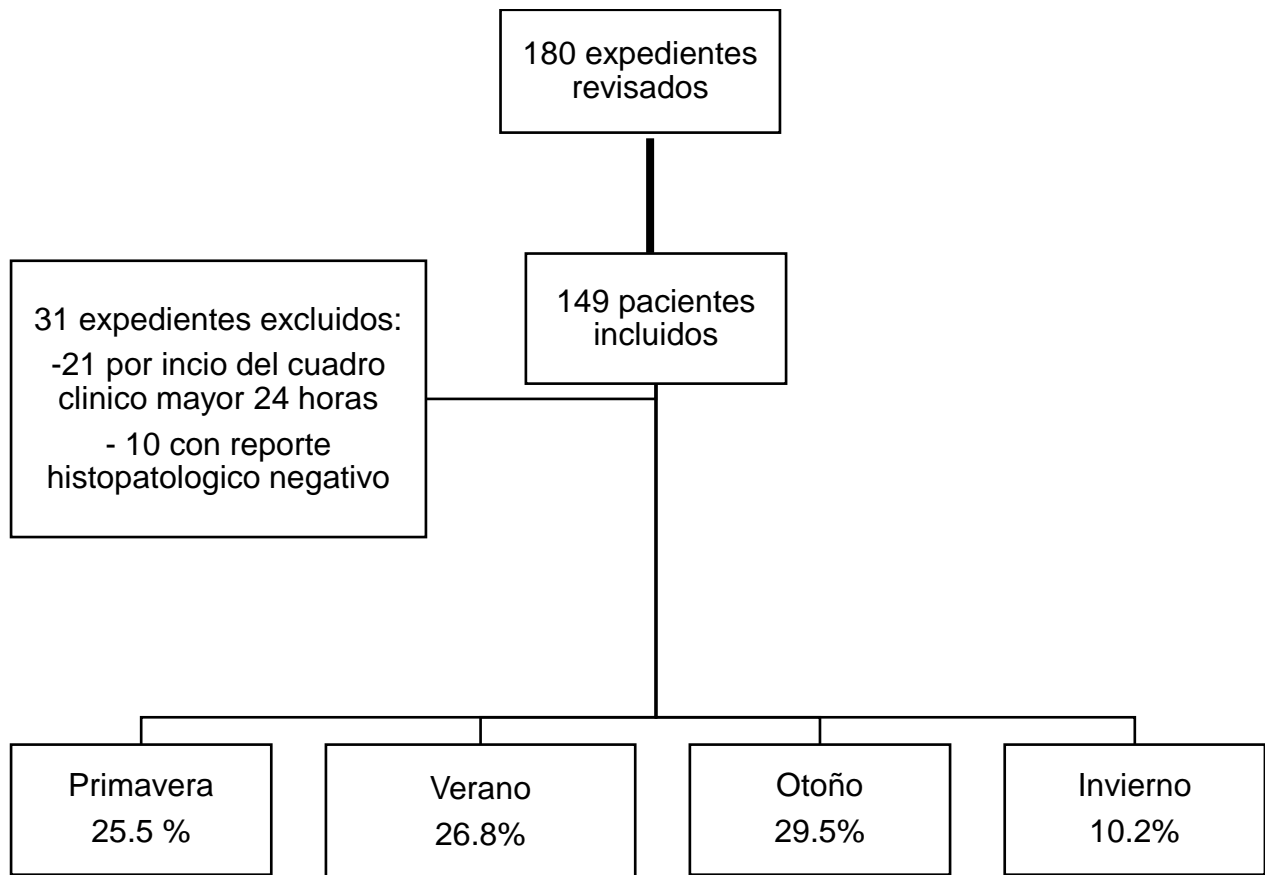 180 expedientes
revisados
149 pacientes
incluidos
31 expedientes excluidos:
-21 por incio del cuadro
clinico mayor 24 horas
- 10 con reporte
histopatologico negativo
Primavera
25.5 %
Verano
26.8%
Otoño
29.5%
Invierno
10.2%